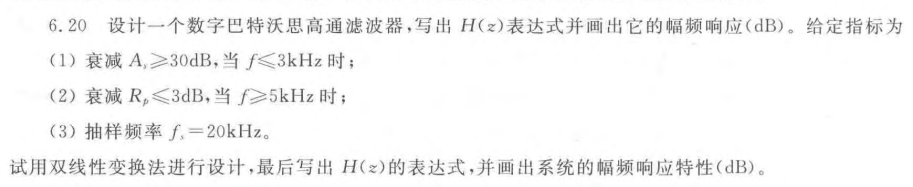 6.20 设计一个数字巴特沃思高通滤波器,写出 H(z)表达式并画出它的幅频响应(dB)。给定指标为
(1) 衰减 Aₛ≥30dB,当 f≤3kHz 时;
(2) 衰减 Rₚ≤3dB,当 f≥5kHz 时;
(3) 抽样频率 fₛ=20kHz。
试用双线性变换法进行设计,最后写出 H(z)的表达式,并画出系统的幅频响应特性(dB)。